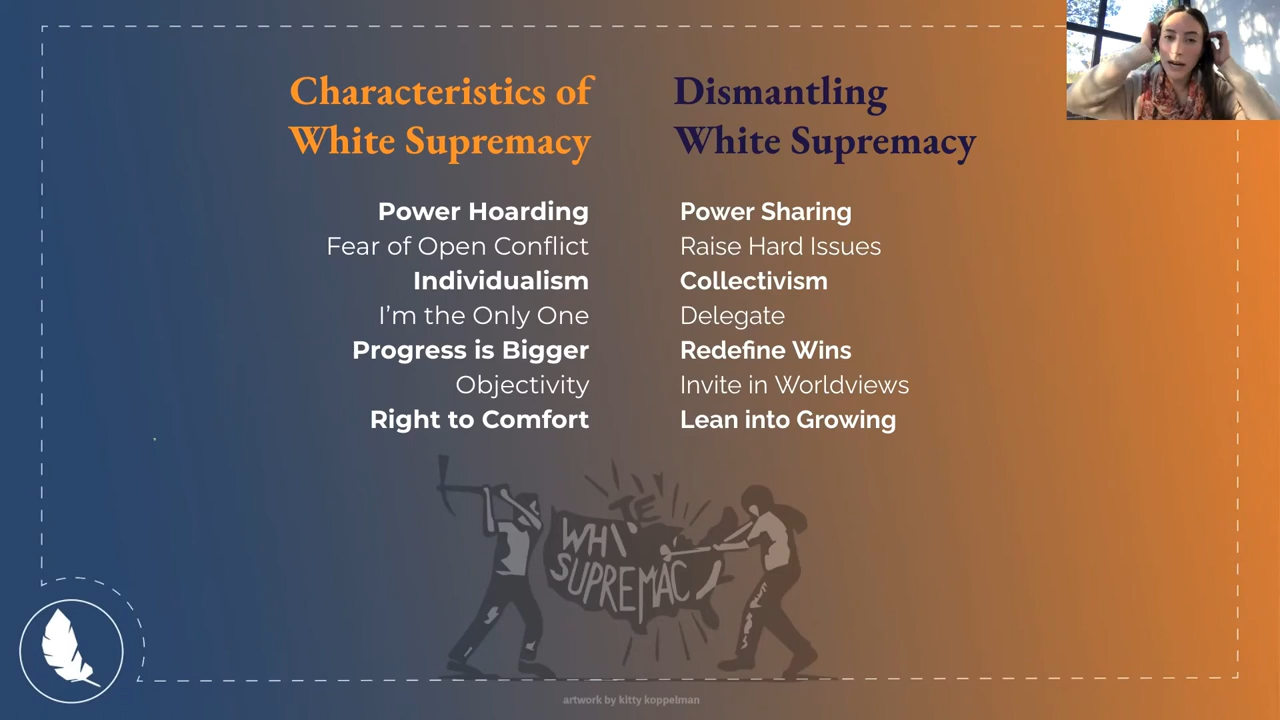 Characteristics of
White Supremacy
Power Hoarding
Fear of Open Conflict
Individualism
I'm the Only One
Progress is Bigger
Objectivity
Right to Comfort
Dismantling
White Supremacy
Power Sharing
Raise Hard Issues
Collectivism
Delegate
Redefine Wins
Invite in Worldviews
Lean into Growing
WHITE
SUPREMACY
artwork by kitty koppelman